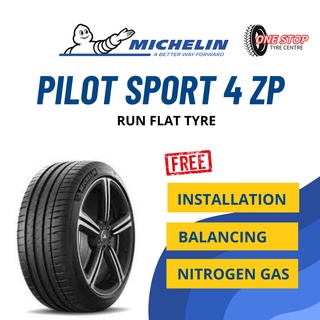 MICHELIN
A BETTER WAY FORWARD
ONE STOP
TYRE CENTRE
PILOT SPORT 4 ZP
RUN FLAT TYRE
FREE
INSTALLATION
BALANCING
NITROGEN GAS